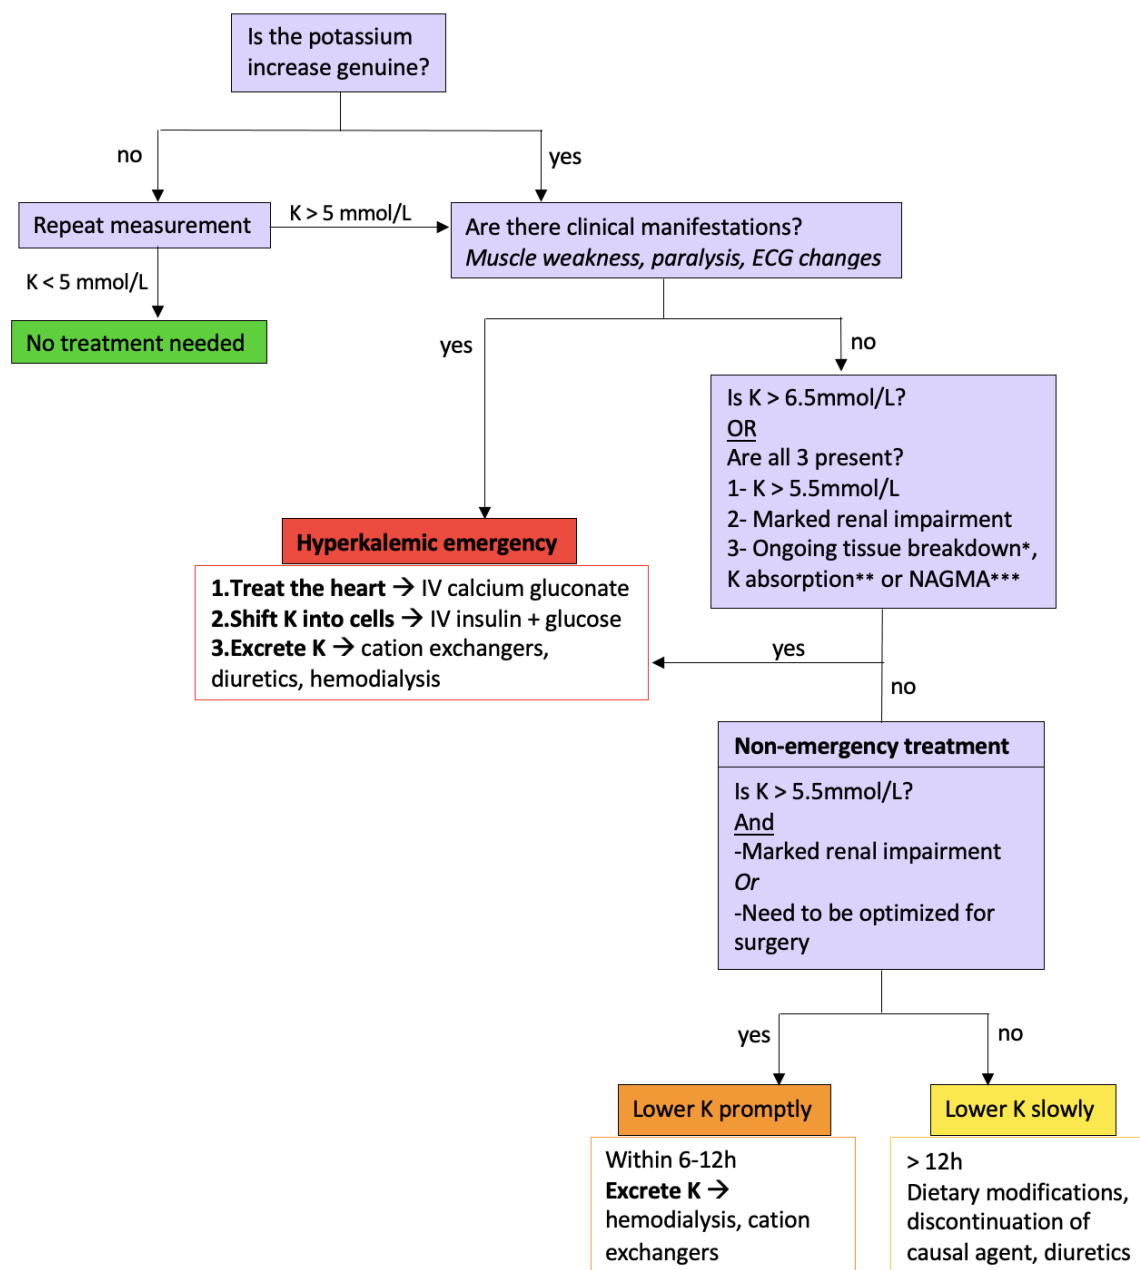 Is the potassium
increase genuine?
no
yes
Repeat measurement
K > 5 mmol/L
Are there clinical manifestations?
Muscle weakness, paralysis, ECG changes
K < 5 mmol/L
No treatment needed
yes
no
Is K > 6.5mmol/L?
OR
Are all 3 present?
1- K > 5.5mmol/L
2- Marked renal impairment
3- Ongoing tissue breakdown*,
K absorption** or NAGMA***
Hyperkalemic emergency
1.Treat the heart → IV calcium gluconate
2.Shift K into cells → IV insulin + glucose
3.Excrete K → cation exchangers,
diuretics, hemodialysis
yes
no
Non-emergency treatment
Is K > 5.5mmol/L?
And
-Marked renal impairment
Or
-Need to be optimized for
surgery
yes
no
Lower K promptly
Within 6-12h
Excrete K →
hemodialysis, cation
exchangers
Lower K slowly
> 12h
Dietary modifications,
discontinuation of
causal agent, diuretics